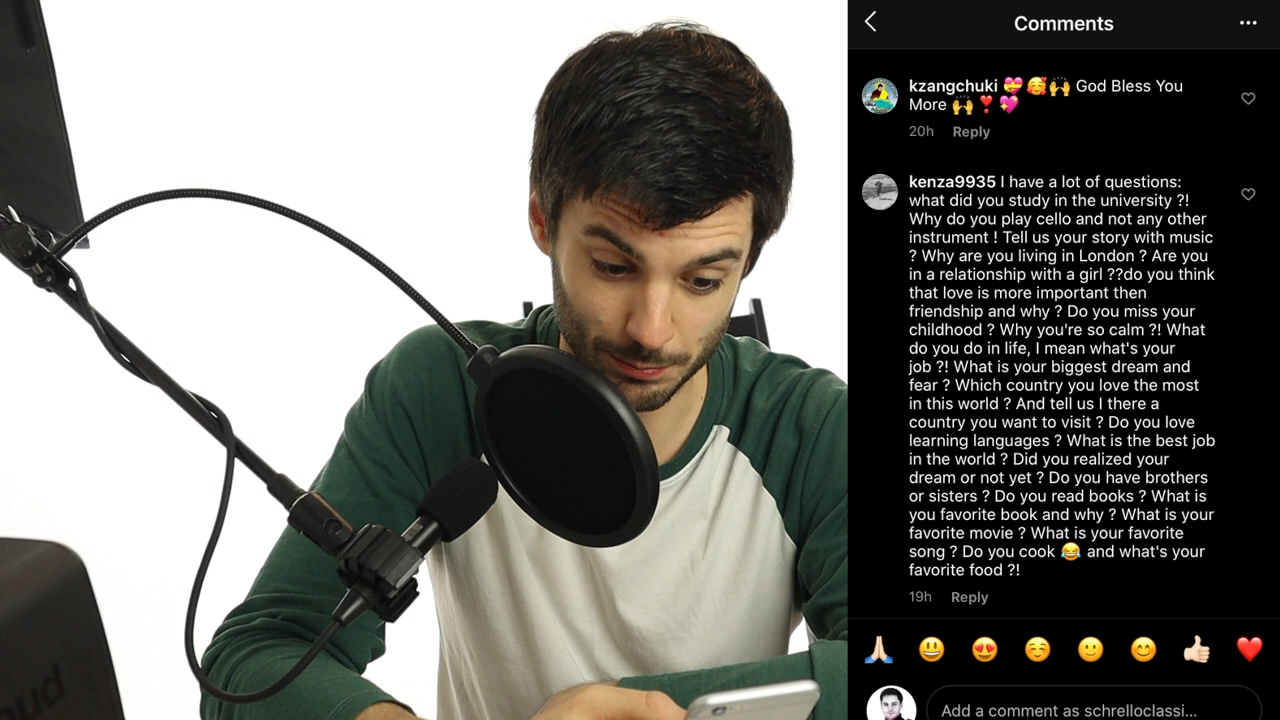 Comments
kzangchuki 💝 🥰🙌 God Bless You
More 🙌❣️💖
20h Reply
kenza9935 I have a lot of questions:
what did you study in the university ?!
Why do you play cello and not any other
instrument ! Tell us your story with music
? Why are you living in London ? Are you
in a relationship with a girl ??do you think
that love is more important then
friendship and why ? Do you miss your
childhood ? Why you're so calm ?! What
do you do in life, I mean what's your
job ?! What is your biggest dream and
fear ? Which country you love the most
in this world ? And tell us I there a
country you want to visit ? Do you love
learning languages ? What is the best job
in the world ? Did you realized your
dream or not yet ? Do you have brothers
or sisters ? Do you read books ? What is
you favorite book and why ? What is your
favorite movie ? What is your favorite
song ? Do you cook 😂 and what's your
favorite food ?!
19h Reply
Add a comment as schrelloclassi...